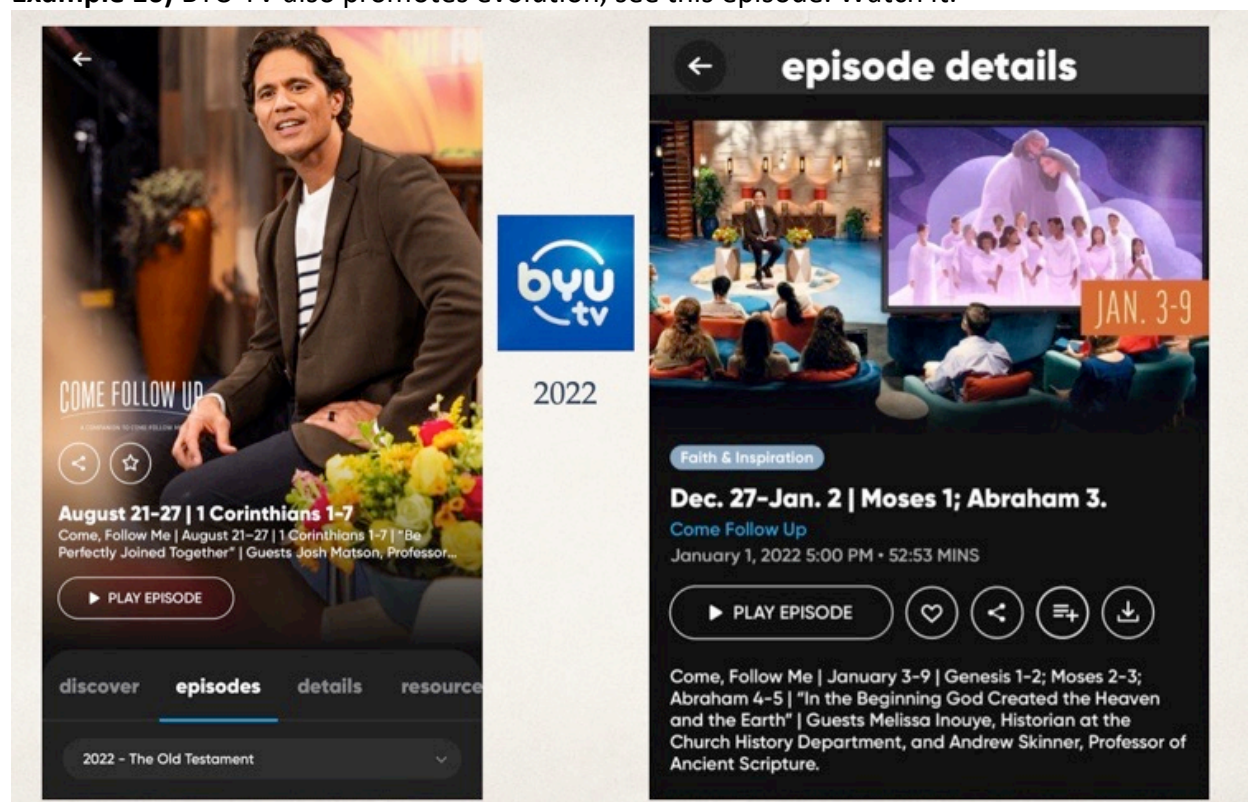 Example 10) BYU TV also promotes evolution, see this episode. Watch it.
COME FOLLOW UP
A COMPANION TO COME FOLLOW ME
August 21-27 | 1 Corinthians 1-7
Come, Follow Me | August 21–27 | 1 Corinthians 1-7 | "Be
Perfectly Joined Together" | Guests Josh Matson, Professor...
PLAY EPISODE
discover episodes details resource
2022 - The Old Testament
byu
tv
2022
episode details
JAN. 3-9
Faith & Inspiration
Dec. 27-Jan. 2 | Moses 1; Abraham 3.
Come Follow Up
January 1, 2022 5:00 PM • 52:53 MINS
PLAY EPISODE
Come, Follow Me | January 3-9 | Genesis 1-2; Moses 2-3;
Abraham 4-5 | "In the Beginning God Created the Heaven
and the Earth" | Guests Melissa Inouye, Historian at the
Church History Department, and Andrew Skinner, Professor of
Ancient Scripture.